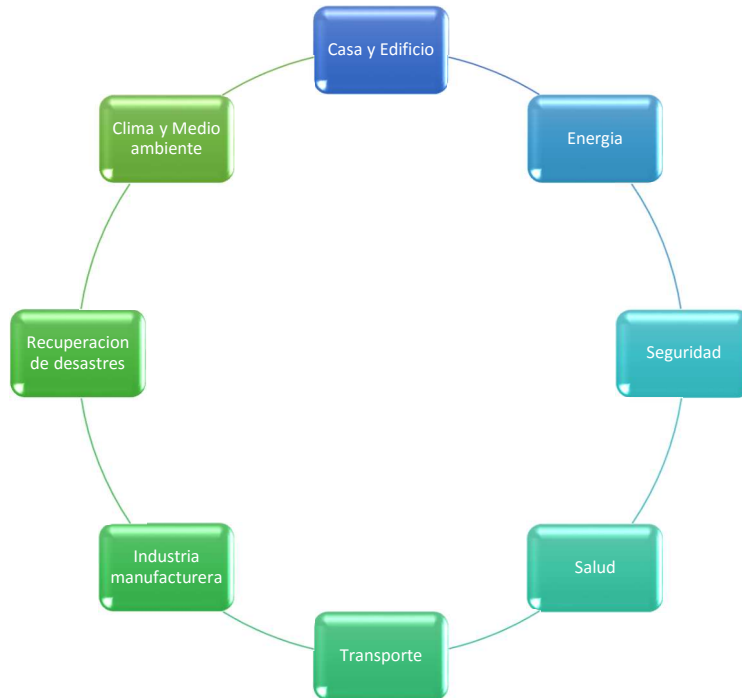 Casa y Edificio
Energia
Seguridad
Salud
Transporte
Industria
manufacturera
Recuperacion
de desastres
Clima y Medio
ambiente